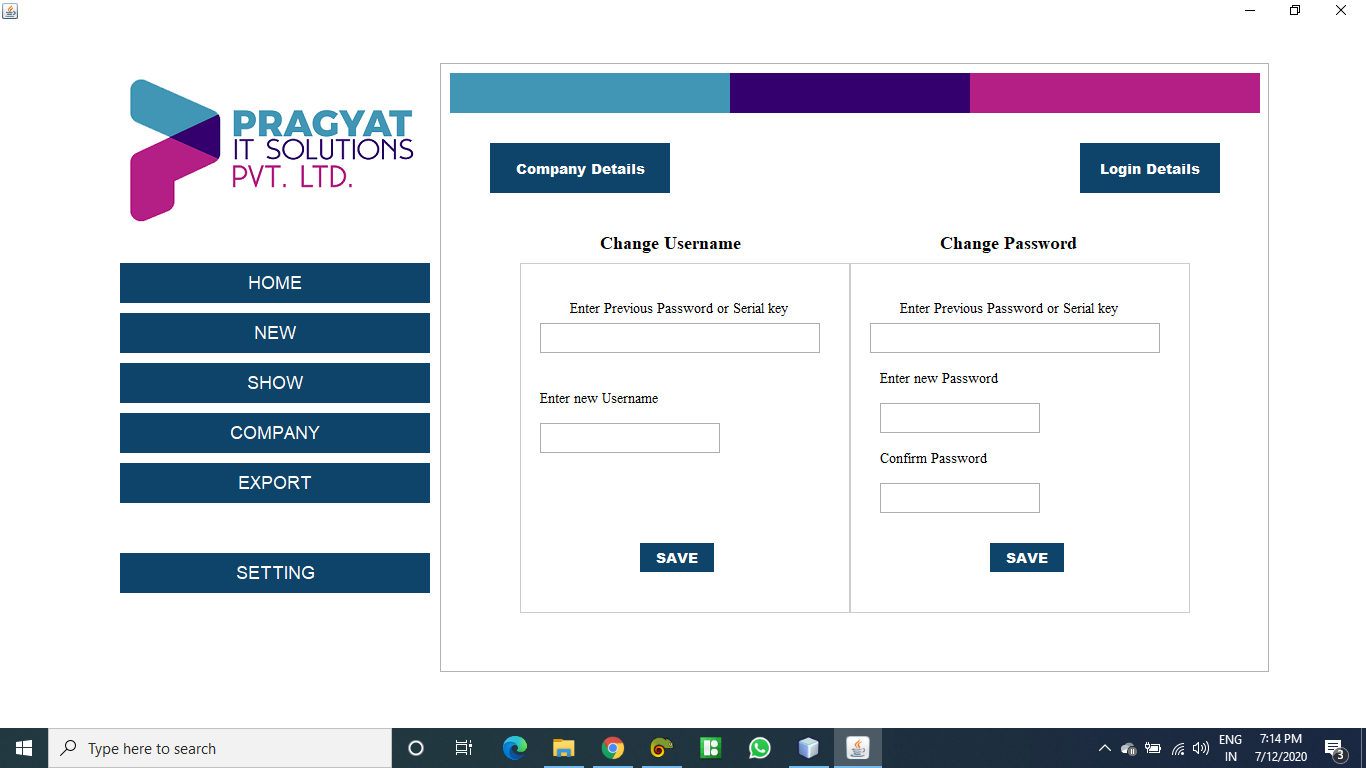 PRAGYAT
IT SOLUTIONS
PVT. LTD.
HOME
NEW
SHOW
COMPANY
EXPORT
SETTING
Company Details
Login Details
Change Username
Change Password
Enter Previous Password or Serial key
Enter Previous Password or Serial key
Enter new Password
Enter new Username
Confirm Password
SAVE
SAVE
Type here to search
ENG
IN
7:14 PM
7/12/2020
3